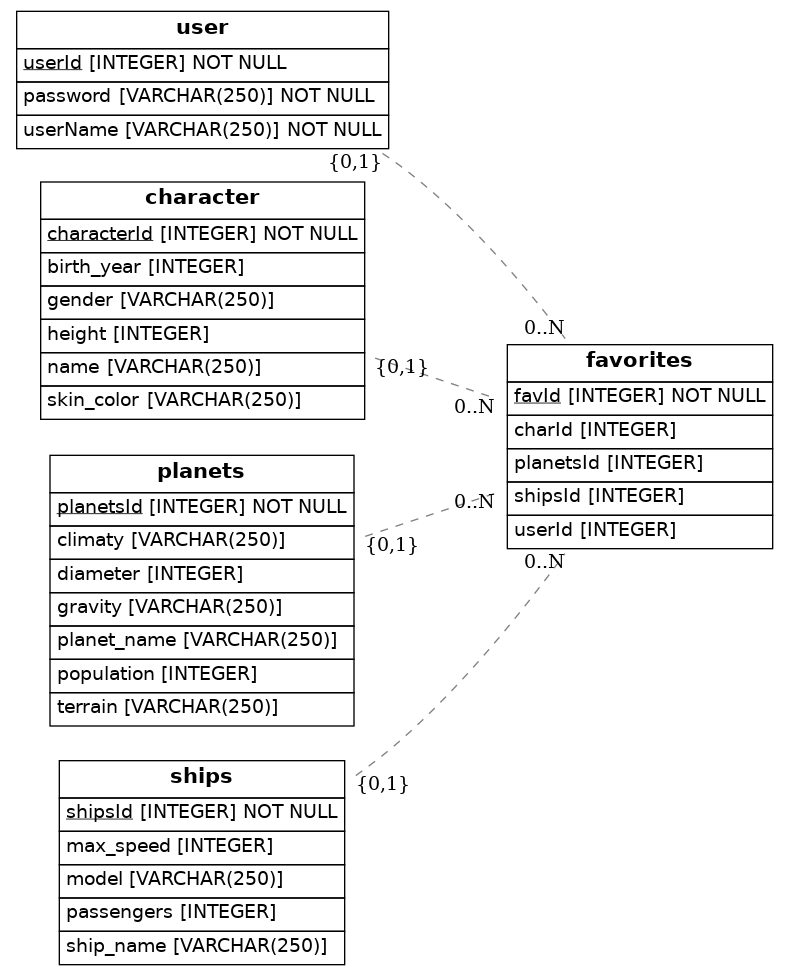 user
userId [INTEGER] NOT NULL
password [VARCHAR(250)] NOT NULL
userName [VARCHAR(250)] NOT NULL
{0,1}
character
characterId [INTEGER] NOT NULL
birth_year [INTEGER]
gender [VARCHAR(250)]
height [INTEGER]
name [VARCHAR(250)]
skin_color [VARCHAR(250)]
{0,1}
0..N
0..N
favorites
favId [INTEGER] NOT NULL
charId [INTEGER]
planetsId [INTEGER]
shipsId [INTEGER]
userId [INTEGER]
0..N
0..N
planets
planetsId [INTEGER] NOT NULL
climaty [VARCHAR(250)]
diameter [INTEGER]
gravity [VARCHAR(250)]
planet_name [VARCHAR(250)]
population [INTEGER]
terrain [VARCHAR(250)]
{0,1}
ships
shipsId [INTEGER] NOT NULL
max_speed [INTEGER]
model [VARCHAR(250)]
passengers [INTEGER]
ship_name [VARCHAR(250)]
{0,1}